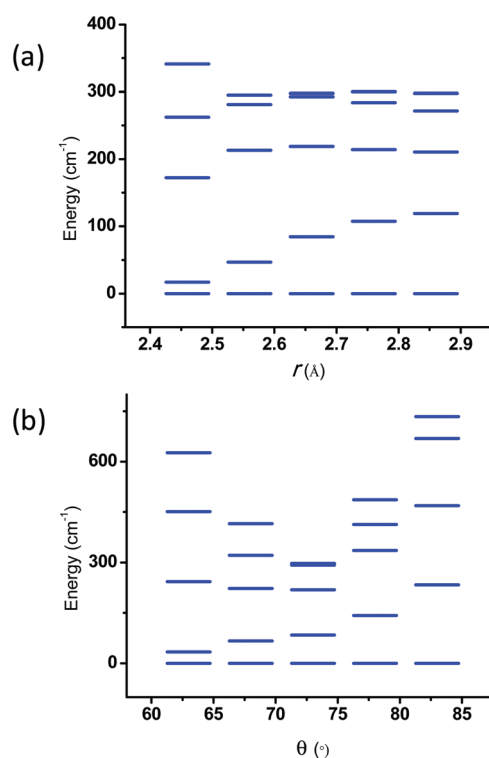 (a)
400
300
200
100
0
Energy (cm⁻¹)
2.4 2.5 2.6 2.7 2.8 2.9
r (Å)
(b)
600
300
0
Energy (cm⁻¹)
60 65 70 75 80 85
θ (°)